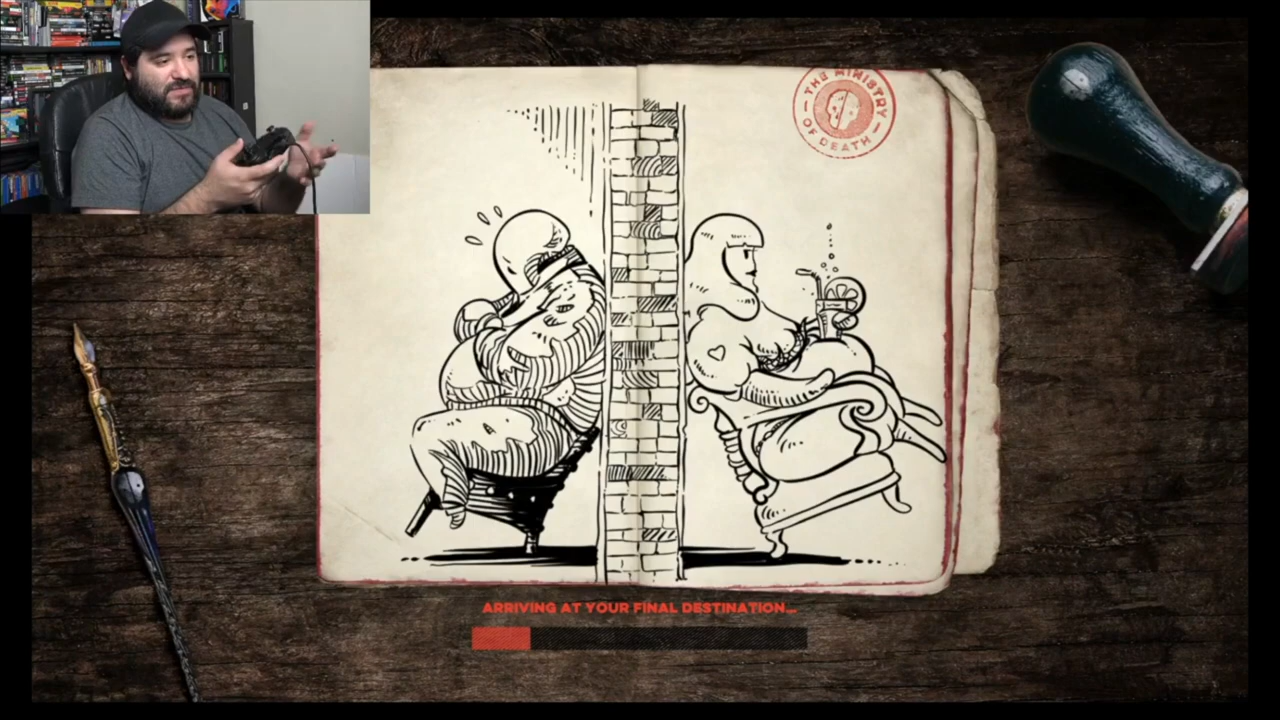 THE MINISTRY
OF DEATH
ARRIVING AT YOUR FINAL DESTINATION...